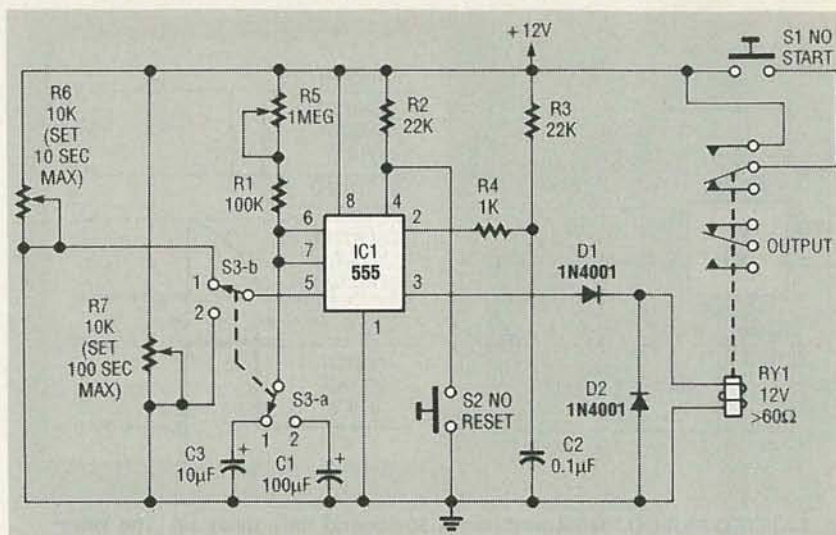 +12V
S1 NO
START
R6
10K
(SET
10 SEC
MAX)
R5
1MEG
R2
22K
R3
22K
R1
100K
8
4
R4
1K
6
2
7
IC1
555
D1
1N4001
OUTPUT
S3-b
1
5
3
2
1
R7
10K
(SET
100 SEC
MAX)
D2
1N4001
RY1
12V
>60Ω
S2 NO
RESET
S3-a
1
2
C3
10µF
+
C1
100µF
+
C2
0.1µF